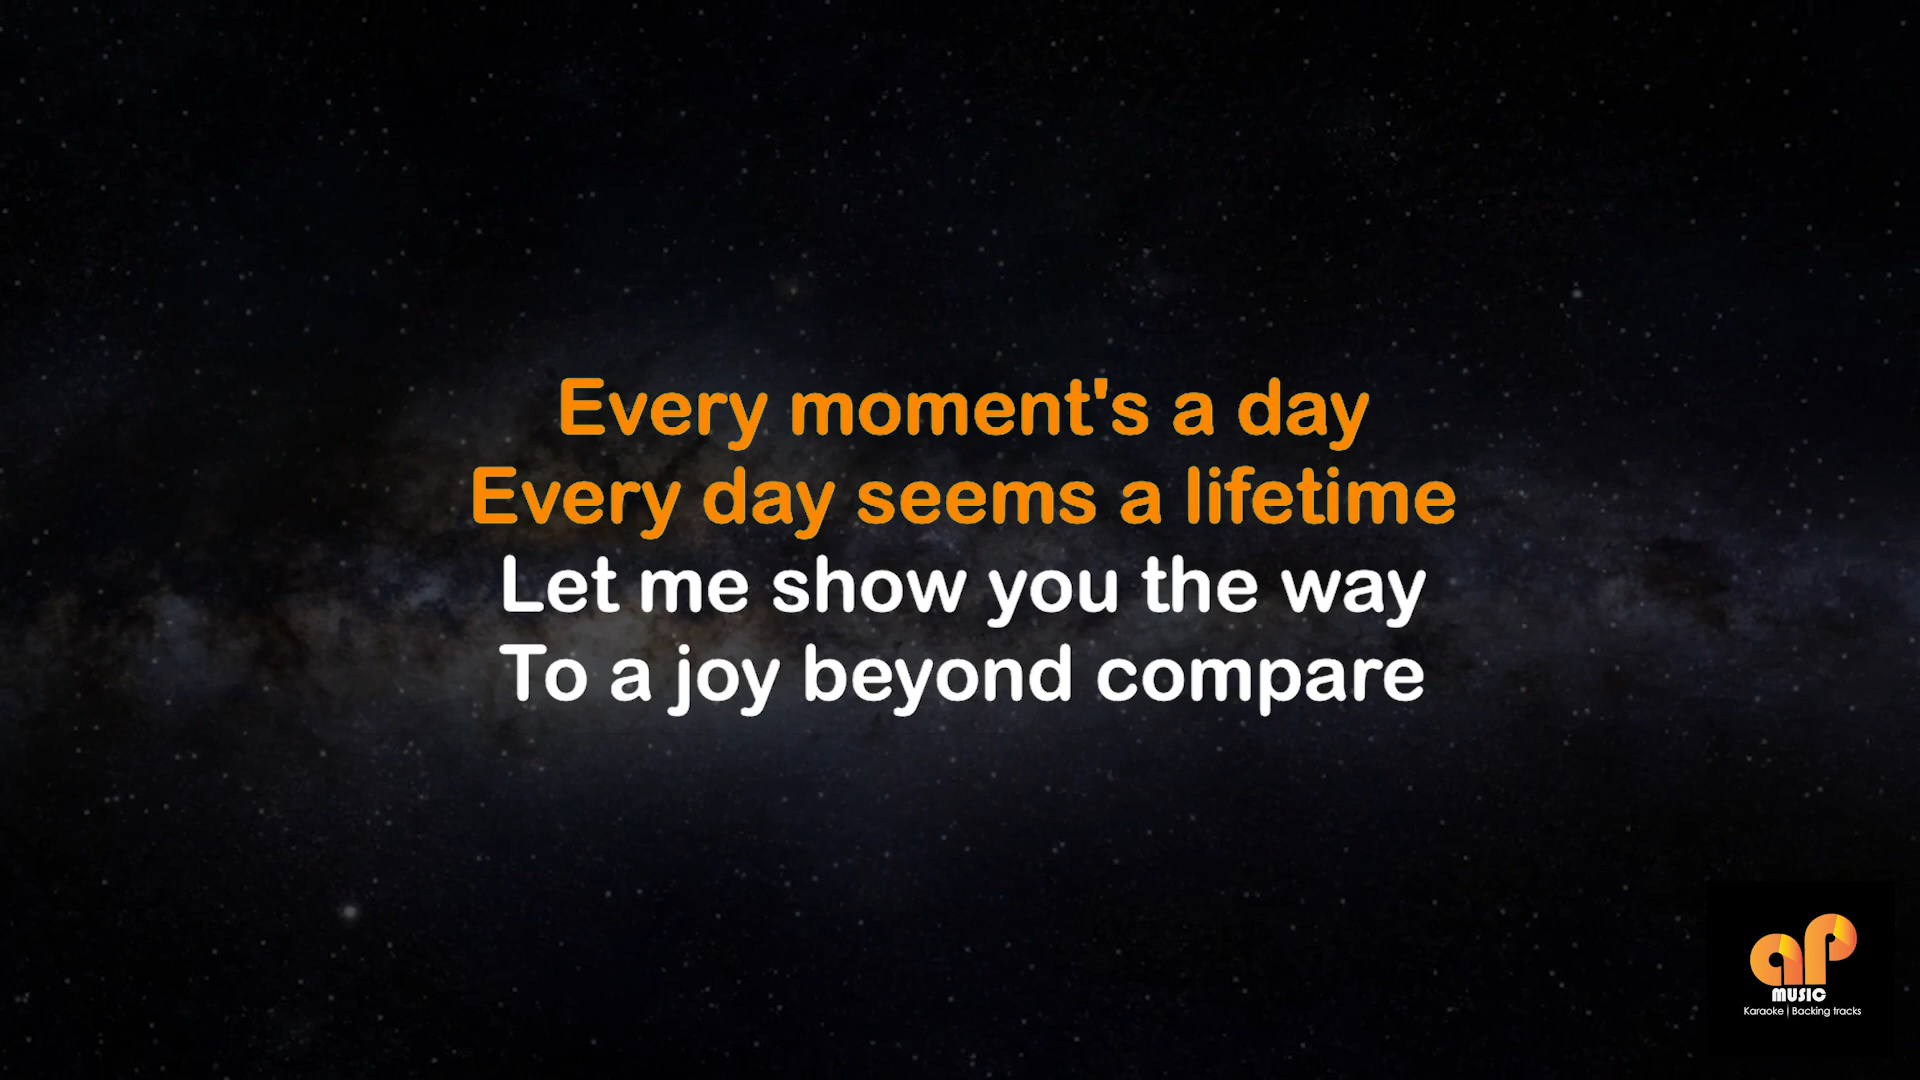 Every moment's a day
Every day seems a lifetime
Let me show you the way
To a joy beyond compare
ap
MUSIC
Karaoke | Backing tracks